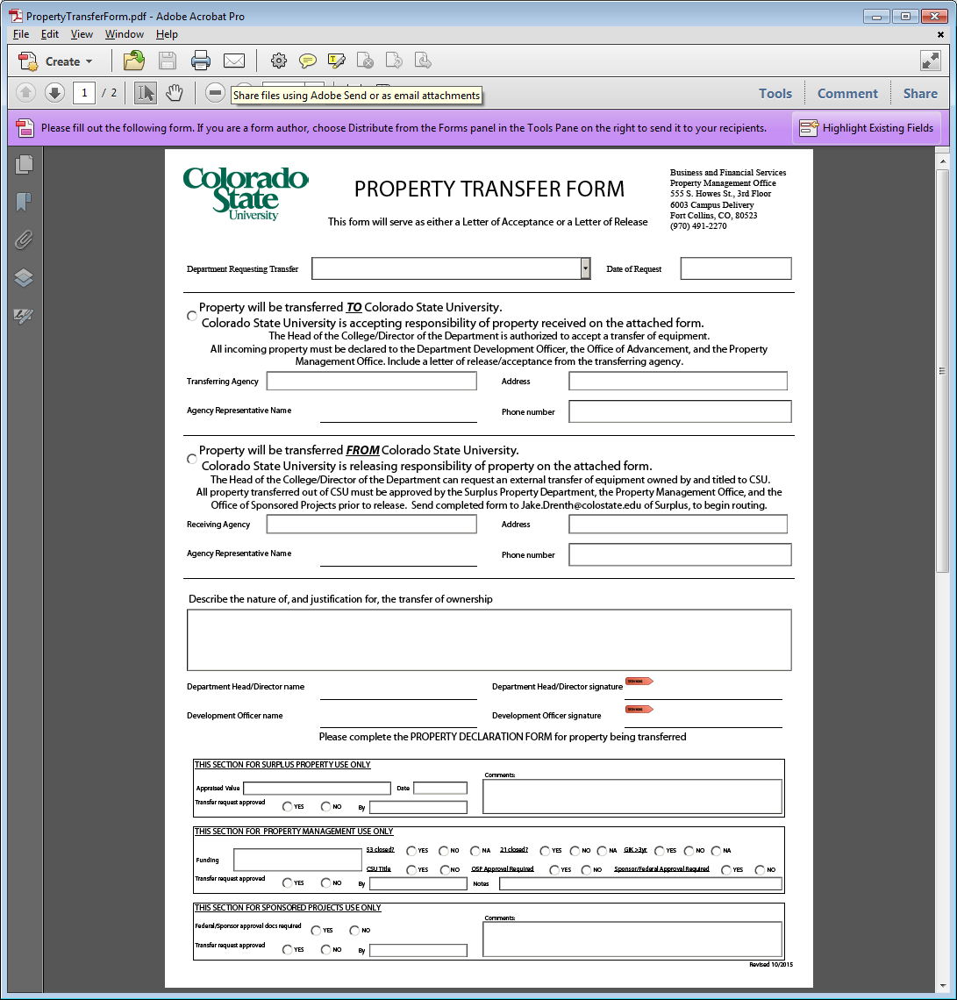 PropertyTransferForm.pdf - Adobe Acrobat Pro
File Edit View Window Help
Create
1 / 2
Share files using Adobe Send or as email attachments
Tools Comment Share
Please fill out the following form. If you are a form author, choose Distribute from the Forms panel in the Tools Pane on the right to send it to your recipients.
Highlight Existing Fields
Colorado
State
University
PROPERTY TRANSFER FORM
This form will serve as either a Letter of Acceptance or a Letter of Release
Business and Financial Services
Property Management Office
555 S. Howes St., 3rd Floor
6003 Campus Delivery
Fort Collins, CO, 80523
(970) 491-2270
Department Requesting Transfer Date of Request
Property will be transferred TO Colorado State University.
Colorado State University is accepting responsibility of property received on the attached form.
The Head of the College/Director of the Department is authorized to accept a transfer of equipment.
All incoming property must be declared to the Department Development Officer, the Office of Advancement, and the Property
Management Office. Include a letter of release/acceptance from the transferring agency.
Transferring Agency Address
Agency Representative Name Phone number
Property will be transferred FROM Colorado State University.
Colorado State University is releasing responsibility of property on the attached form.
The Head of the College/Director of the Department can request an external transfer of equipment owned by and titled to CSU.
All property transferred out of CSU must be approved by the Surplus Property Department, the Property Management Office, and the
Office of Sponsored Projects prior to release. Send completed form to Jake.Drenth@colostate.edu of Surplus, to begin routing.
Receiving Agency Address
Agency Representative Name Phone number
Describe the nature of, and justification for, the transfer of ownership
Department Head/Director name Department Head/Director signature
Development Officer name Development Officer signature
Please complete the PROPERTY DECLARATION FORM for property being transferred
THIS SECTION FOR SURPLUS PROPERTY USE ONLY
Comments:
Appraised Value Date
Transfer request approved YES NO By
THIS SECTION FOR PROPERTY MANAGEMENT USE ONLY
53 closed? YES NO NA 21 closed? YES NO NA GIK >3yr YES NO NA
Funding
CSU Title YES NO OSP Approval Required YES NO Sponsor/Federal Approval Required YES NO
Transfer request approved YES NO By Notes
THIS SECTION FOR SPONSORED PROJECTS USE ONLY
Comments:
Federal/Sponsor approval docs required YES NO
Transfer request approved YES NO By
Revised 10/2015